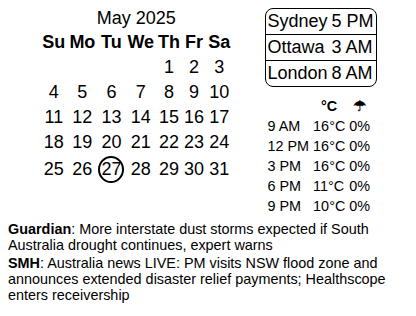 May 2025
Su Mo Tu We Th Fr Sa
1 2 3
4 5 6 7 8 9 10
11 12 13 14 15 16 17
18 19 20 21 22 23 24
25 26 27 28 29 30 31
Sydney 5 PM
Ottawa 3 AM
London 8 AM
°C ☂
9 AM 16°C 0%
12 PM 16°C 0%
3 PM 16°C 0%
6 PM 11°C 0%
9 PM 10°C 0%
Guardian: More interstate dust storms expected if South
Australia drought continues, expert warns
SMH: Australia news LIVE: PM visits NSW flood zone and
announces extended disaster relief payments; Healthscope
enters receivership